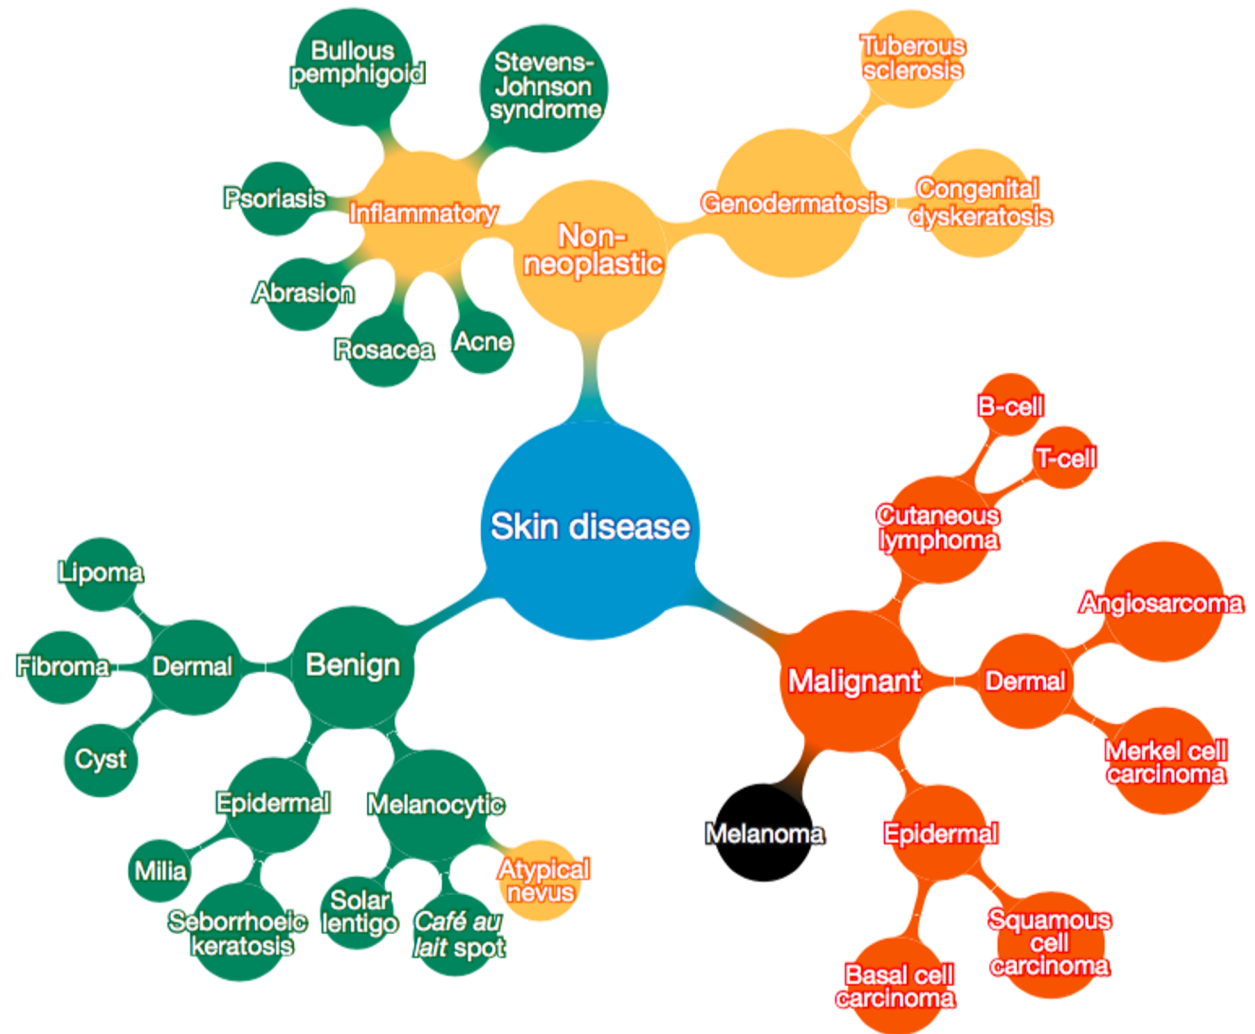 Bullous
pemphigoid
Stevens-
Johnson
syndrome
Psoriasis
Inflammatory
Abrasion
Rosacea
Acne
Non-
neoplastic
Genodermatosis
Tuberous
sclerosis
Congenital
dyskeratosis
Skin disease
Lipoma
Fibroma
Dermal
Benign
Cyst
Epidermal
Melanocytic
Milia
Seborrhoeic
keratosis
Solar
lentigo
Café au
lait spot
Atypical
nevus
B-cell
T-cell
Cutaneous
lymphoma
Angiosarcoma
Malignant
Dermal
Merkel cell
carcinoma
Melanoma
Epidermal
Squamous
cell
carcinoma
Basal cell
carcinoma